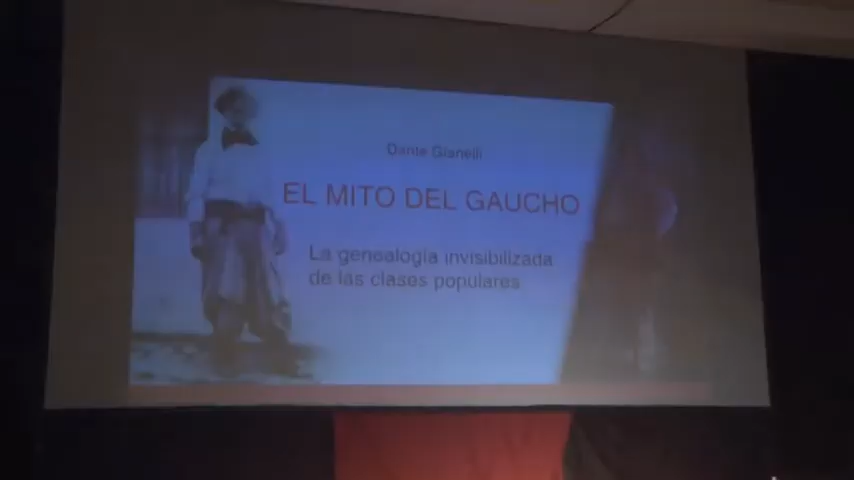 Dante Gianelli
EL MITO DEL GAUCHO
La genealogía invisibilizada
de las clases populares